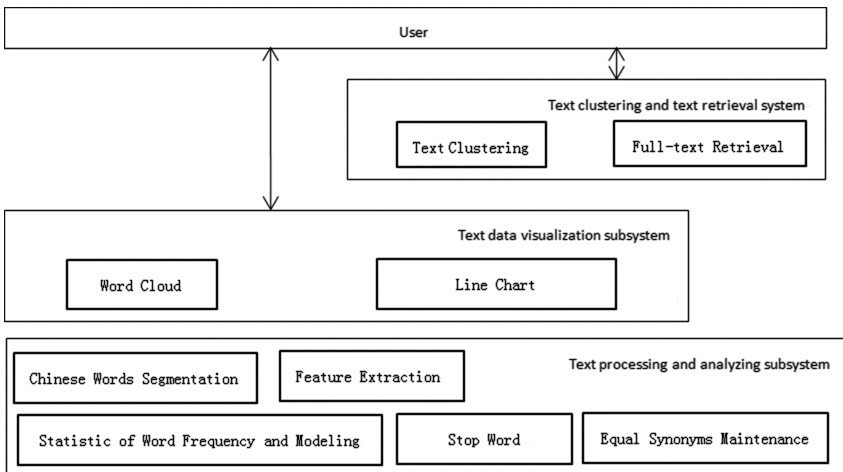 User
Text clustering and text retrieval system
Text Clustering
Full-text Retrieval
Text data visualization subsystem
Word Cloud
Line Chart
Text processing and analyzing subsystem
Chinese Words Segmentation
Feature Extraction
Statistic of Word Frequency and Modeling
Stop Word
Equal Synonyms Maintenance